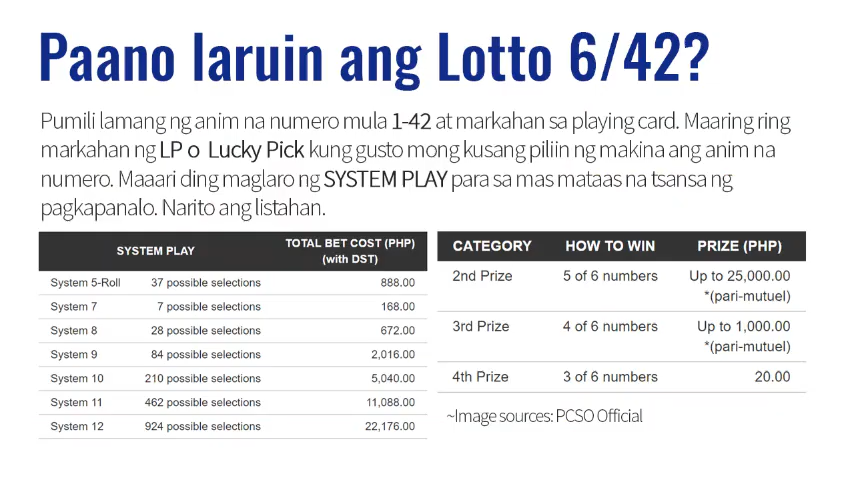 Paano laruin ang Lotto 6/42?
Pumili lamang ng anim na numero mula 1-42 at markahan sa playing card. Maaring ring
markahan ng LP o Lucky Pick kung gusto mong kusang piliin ng makina ang anim na
numero. Maaari ding maglaro ng SYSTEM PLAY para sa mas mataas na tsansa ng
pagkapanalo. Narito ang listahan.
SYSTEM PLAY TOTAL BET COST (PHP)
(with DST)
System 5-Roll 37 possible selections 888.00
System 7 7 possible selections 168.00
System 8 28 possible selections 672.00
System 9 84 possible selections 2,016.00
System 10 210 possible selections 5,040.00
System 11 462 possible selections 11,088.00
System 12 924 possible selections 22,176.00
CATEGORY HOW TO WIN PRIZE (PHP)
2nd Prize 5 of 6 numbers Up to 25,000.00
*(pari-mutuel)
3rd Prize 4 of 6 numbers Up to 1,000.00
*(pari-mutuel)
4th Prize 3 of 6 numbers 20.00
~Image sources: PCSO Official